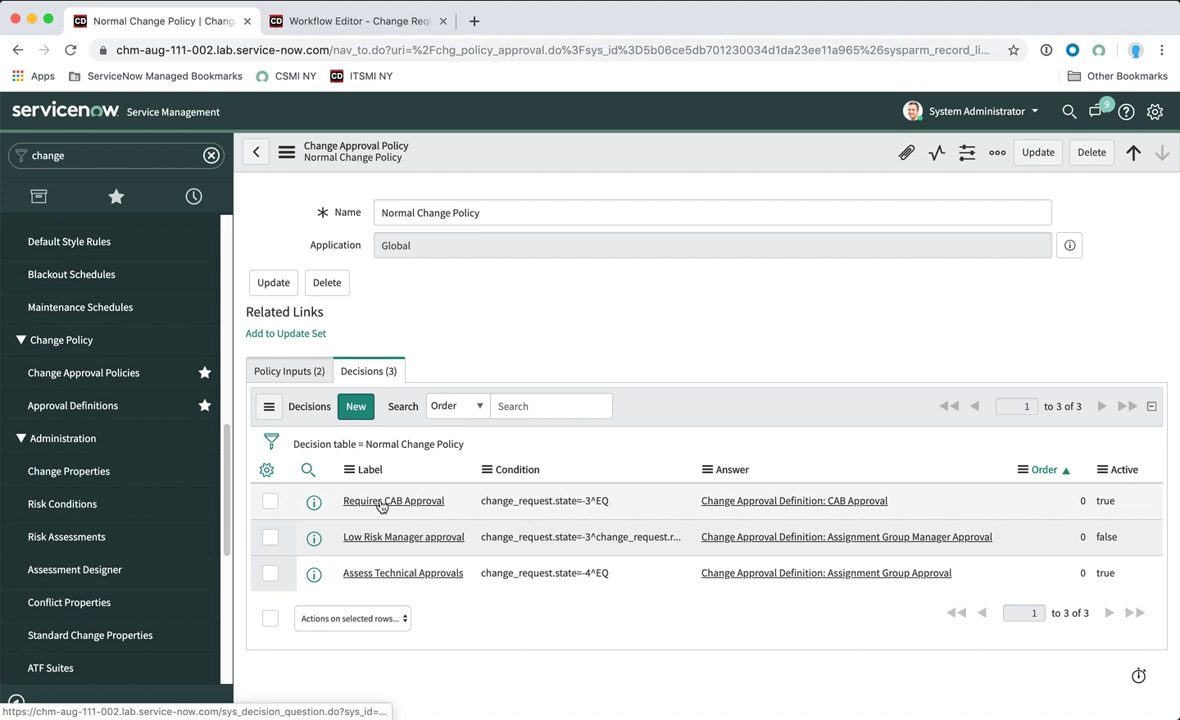 Normal Change Policy | Chang
Workflow Editor - Change Req
chm-aug-111-002.lab.service-now.com/nav_to.do?uri=%2Fchg_policy_approval.do%3Fsys_id%3D5b06ce5db701230034d1da23ee11a965%26sysparm_record_li...
Apps
ServiceNow Managed Bookmarks
CSMI NY
CD
ITSMI NY
Other Bookmarks
servicenow
Service Management
System Administrator
9
change
Change Approval Policy
Normal Change Policy
Update
Delete
Default Style Rules
Blackout Schedules
Maintenance Schedules
Change Policy
Change Approval Policies
Approval Definitions
Administration
Change Properties
Risk Conditions
Risk Assessments
Assessment Designer
Conflict Properties
Standard Change Properties
ATF Suites
Name
Normal Change Policy
Application
Global
Update
Delete
Related Links
Add to Update Set
Policy Inputs (2)
Decisions (3)
Decisions
New
Search
Order
Search
1
to 3 of 3
Decision table = Normal Change Policy
Label
Condition
Answer
Order
Active
Requires CAB Approval
change_request.state=-3^EQ
Change Approval Definition: CAB Approval
0
true
Low Risk Manager approval
change_request.state=-3^change_request.r...
Change Approval Definition: Assignment Group Manager Approval
0
false
Assess Technical Approvals
change_request.state=-4^EQ
Change Approval Definition: Assignment Group Approval
0
true
Actions on selected rows...
1
to 3 of 3
https://chm-aug-111-002.lab.service-now.com/sys_decision_question.do?sys_id=...